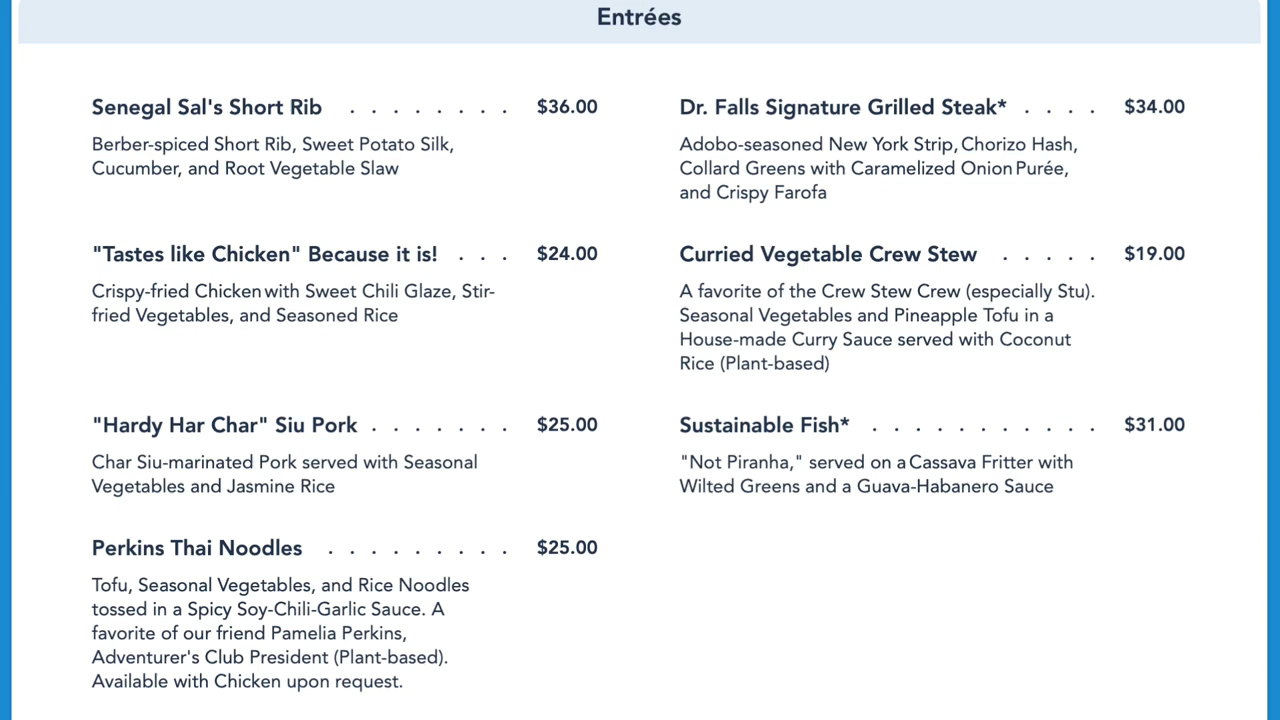 Entrées
Senegal Sal's Short Rib . . . . . . . . $36.00
Berber-spiced Short Rib, Sweet Potato Silk,
Cucumber, and Root Vegetable Slaw
Dr. Falls Signature Grilled Steak* . . . . $34.00
Adobo-seasoned New York Strip, Chorizo Hash,
Collard Greens with Caramelized Onion Purée,
and Crispy Farofa
"Tastes like Chicken" Because it is! . . . $24.00
Crispy-fried Chicken with Sweet Chili Glaze, Stir-
fried Vegetables, and Seasoned Rice
Curried Vegetable Crew Stew . . . . . $19.00
A favorite of the Crew Stew Crew (especially Stu).
Seasonal Vegetables and Pineapple Tofu in a
House-made Curry Sauce served with Coconut
Rice (Plant-based)
"Hardy Har Char" Siu Pork . . . . . . . $25.00
Char Siu-marinated Pork served with Seasonal
Vegetables and Jasmine Rice
Sustainable Fish* . . . . . . . . . . . $31.00
"Not Piranha," served on a Cassava Fritter with
Wilted Greens and a Guava-Habanero Sauce
Perkins Thai Noodles . . . . . . . . . $25.00
Tofu, Seasonal Vegetables, and Rice Noodles
tossed in a Spicy Soy-Chili-Garlic Sauce. A
favorite of our friend Pamelia Perkins,
Adventurer's Club President (Plant-based).
Available with Chicken upon request.